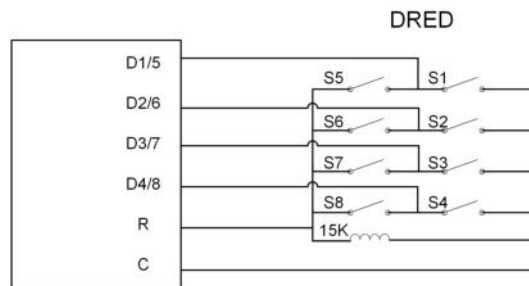 DRED
D1/5
S5 S1
D2/6
S6 S2
D3/7
S7 S3
D4/8
S8 S4
R
15K
C